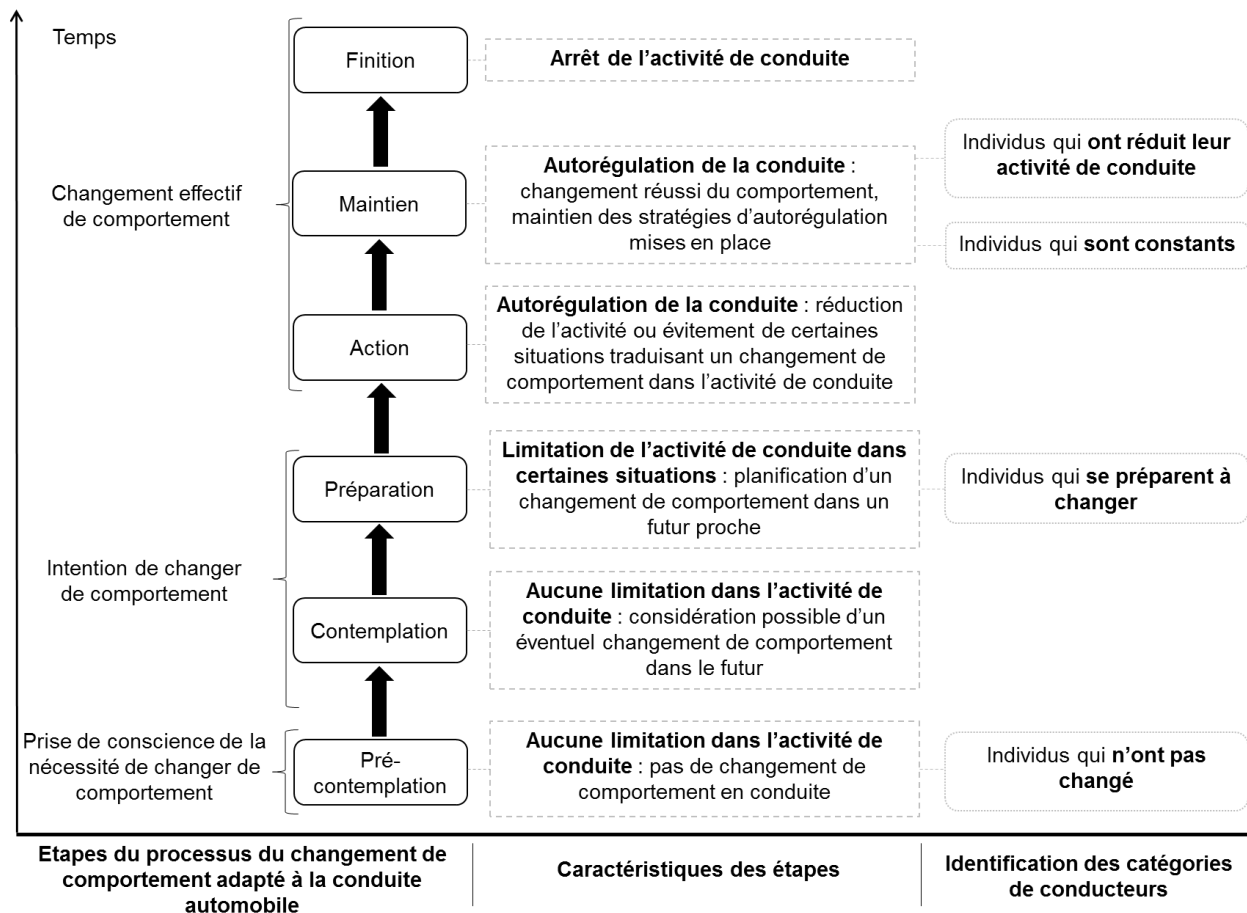 Temps
Finition
Arrêt de l’activité de conduite
Changement effectif
de comportement
Maintien
Autorégulation de la conduite :
changement réussi du comportement,
maintien des stratégies d’autorégulation
mises en place
Individus qui ont réduit leur
activité de conduite
Individus qui sont constants
Action
Autorégulation de la conduite : réduction
de l’activité ou évitement de certaines
situations traduisant un changement de
comportement dans l’activité de conduite
Intention de changer
de comportement
Préparation
Limitation de l’activité de conduite dans
certaines situations : planification d’un
changement de comportement dans un
futur proche
Individus qui se préparent à
changer
Contemplation
Aucune limitation dans l’activité de
conduite : considération possible d’un
éventuel changement de comportement
dans le futur
Prise de conscience de la
nécessité de changer de
comportement
Pré-
contemplation
Aucune limitation dans l’activité de
conduite : pas de changement de
comportement en conduite
Individus qui n’ont pas
changé
Etapes du processus du changement de
comportement adapté à la conduite
automobile
Caractéristiques des étapes
Identification des catégories
de conducteurs